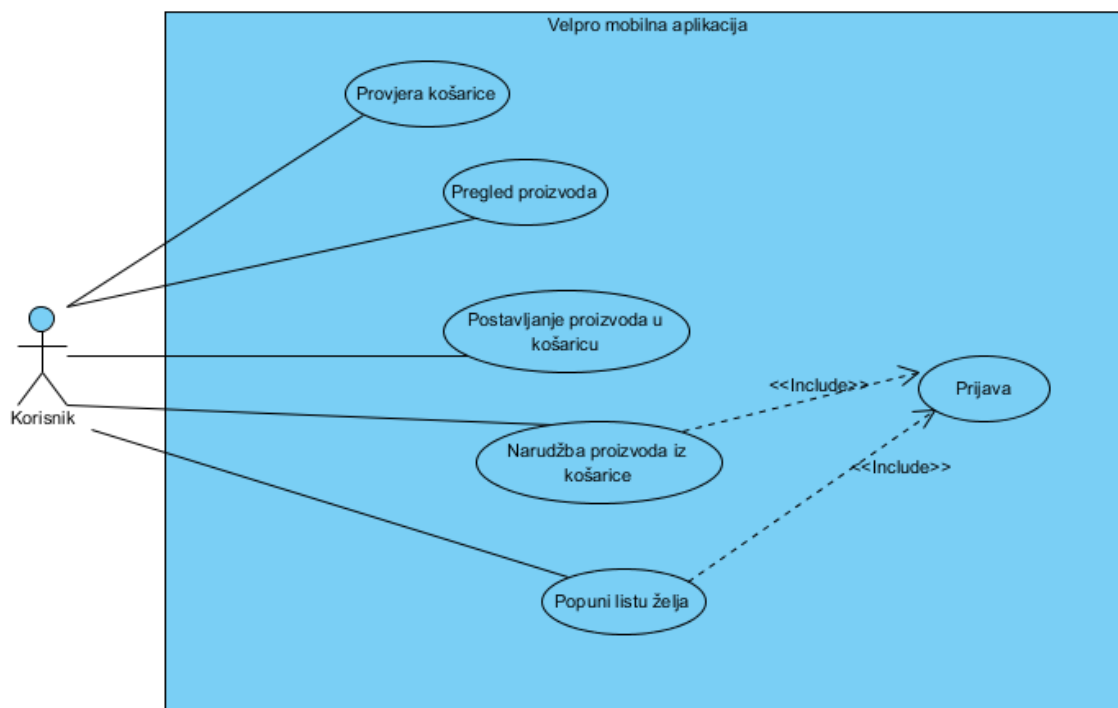 Velpro mobilna aplikacija
Provjera košarice
Pregled proizvoda
Postavljanje proizvoda u
košaricu
<<Include>>
Prijava
Korisnik
Narudžba proizvoda iz
košarice
<<Include>>
Popuni listu želja